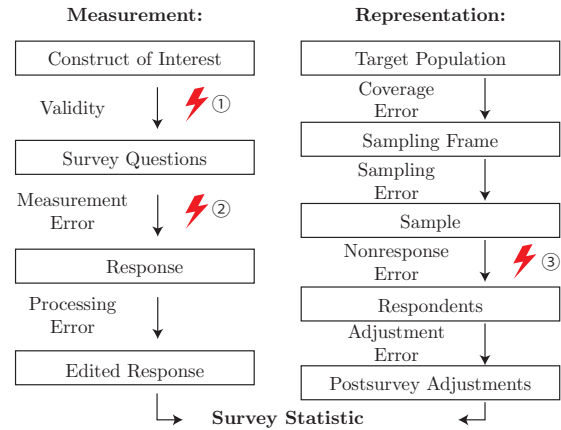 Measurement:
Construct of Interest
Validity
①
Survey Questions
Measurement
Error
②
Response
Processing
Error
Edited Response
Representation:
Target Population
Coverage
Error
Sampling Frame
Sampling
Error
Sample
Nonresponse
Error
③
Respondents
Adjustment
Error
Postsurvey Adjustments
Survey Statistic